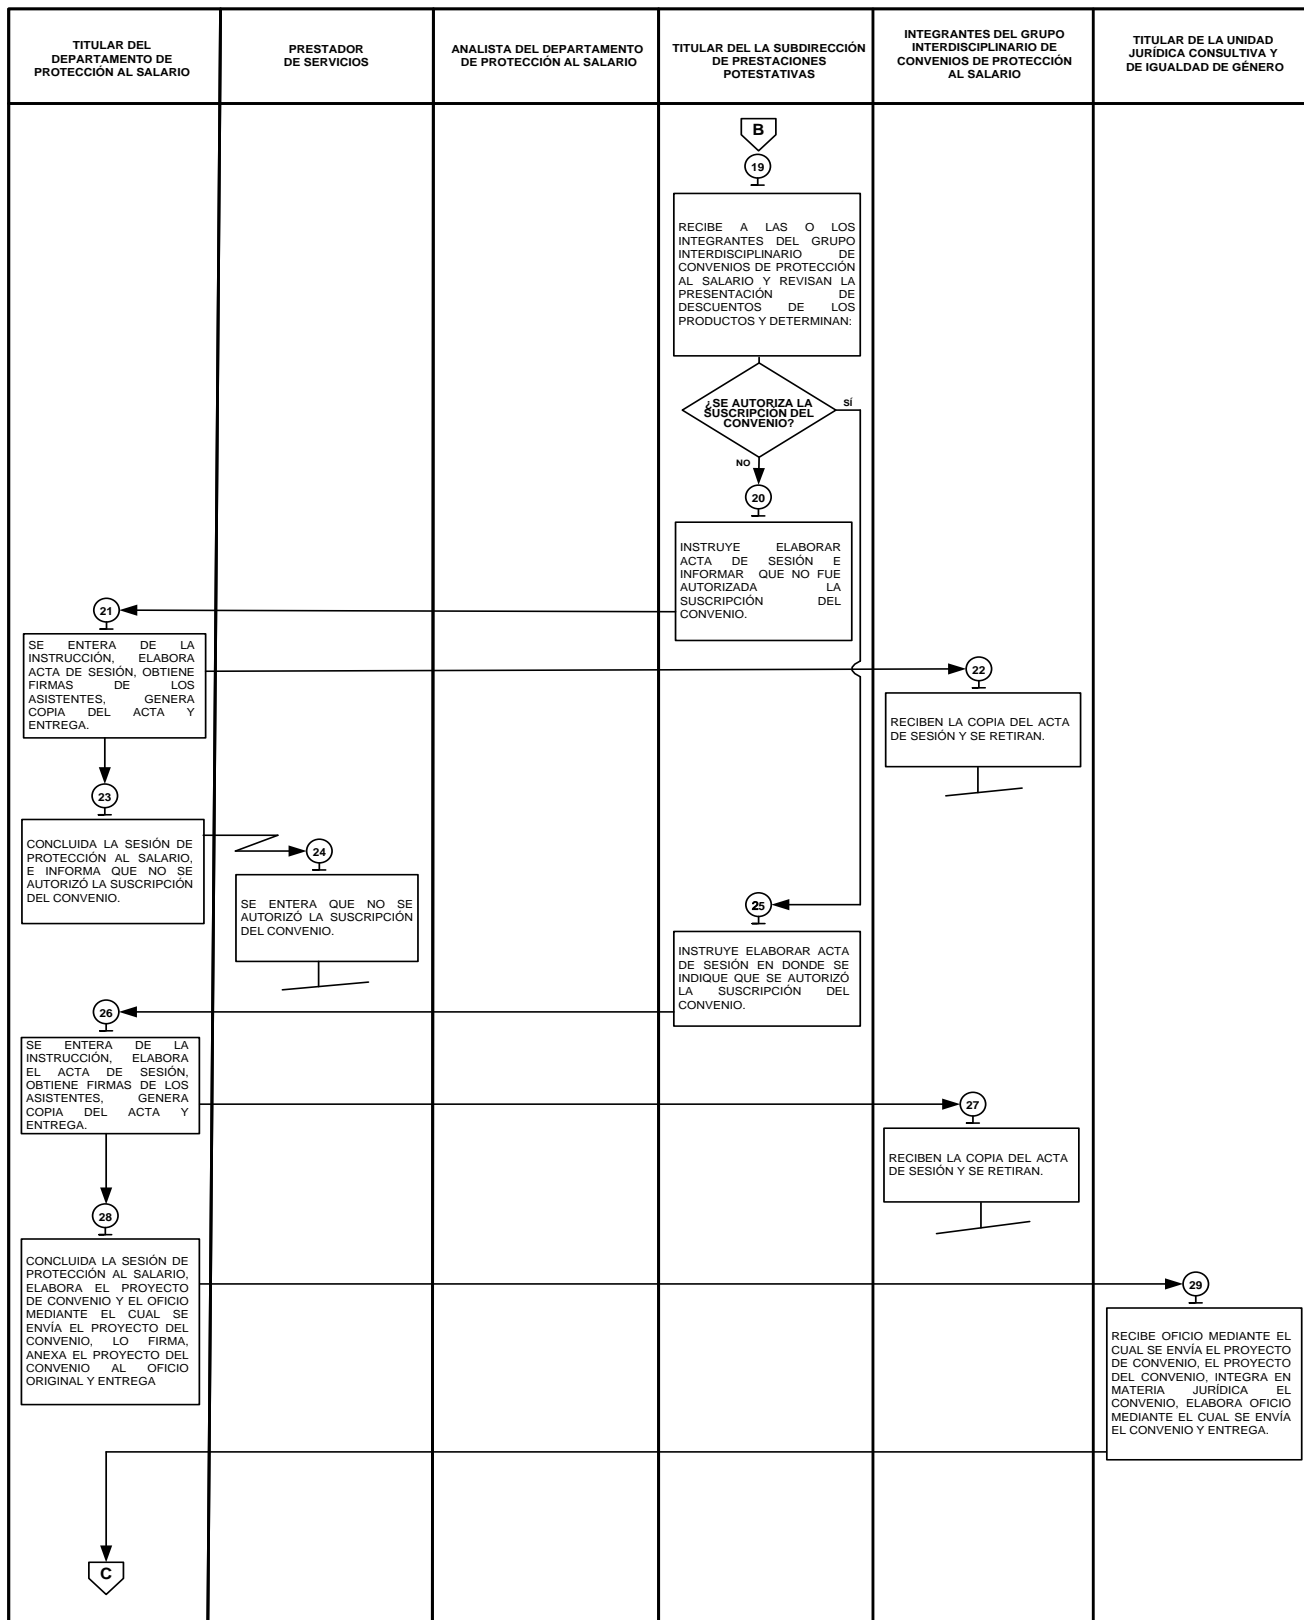 TITULAR DEL
DEPARTAMENTO DE
PROTECCIÓN AL SALARIO
PRESTADOR
DE SERVICIOS
ANALISTA DEL DEPARTAMENTO
DE PROTECCIÓN AL SALARIO
TITULAR DEL LA SUBDIRECCIÓN
DE PRESTACIONES
POTESTATIVAS
INTEGRANTES DEL GRUPO
INTERDISCIPLINARIO DE
CONVENIOS DE PROTECCIÓN
AL SALARIO
TITULAR DE LA UNIDAD
JURÍDICA CONSULTIVA Y
DE IGUALDAD DE GÉNERO
B
19
RECIBE A LAS O LOS
INTEGRANTES DEL GRUPO
INTERDISCIPLINARIO DE
CONVENIOS DE PROTECCIÓN
AL SALARIO Y REVISAN LA
PRESENTACIÓN DE
DESCUENTOS DE LOS
PRODUCTOS Y DETERMINAN:
¿SE AUTORIZA LA
SUSCRIPCIÓN DEL
CONVENIO?
SÍ
NO
20
INSTRUYE ELABORAR
ACTA DE SESIÓN E
INFORMAR QUE NO FUE
AUTORIZADA LA
SUSCRIPCIÓN DEL
CONVENIO.
21
SE ENTERA DE LA
INSTRUCCIÓN, ELABORA
ACTA DE SESIÓN, OBTIENE
FIRMAS DE LOS
ASISTENTES, GENERA
COPIA DEL ACTA Y
ENTREGA.
22
RECIBEN LA COPIA DEL ACTA
DE SESIÓN Y SE RETIRAN.
23
CONCLUIDA LA SESIÓN DE
PROTECCIÓN AL SALARIO,
E INFORMA QUE NO SE
AUTORIZÓ LA SUSCRIPCIÓN
DEL CONVENIO.
24
SE ENTERA QUE NO SE
AUTORIZÓ LA SUSCRIPCIÓN
DEL CONVENIO.
25
INSTRUYE ELABORAR ACTA
DE SESIÓN EN DONDE SE
INDIQUE QUE SE AUTORIZÓ
LA SUSCRIPCIÓN DEL
CONVENIO.
26
SE ENTERA DE LA
INSTRUCCIÓN, ELABORA
EL ACTA DE SESIÓN,
OBTIENE FIRMAS DE LOS
ASISTENTES, GENERA
COPIA DEL ACTA Y
ENTREGA.
27
RECIBEN LA COPIA DEL ACTA
DE SESIÓN Y SE RETIRAN.
28
CONCLUIDA LA SESIÓN DE
PROTECCIÓN AL SALARIO,
ELABORA EL PROYECTO
DE CONVENIO Y EL OFICIO
MEDIANTE EL CUAL SE
ENVÍA EL PROYECTO DEL
CONVENIO, LO FIRMA,
ANEXA EL PROYECTO DEL
CONVENIO AL OFICIO
ORIGINAL Y ENTREGA
29
RECIBE OFICIO MEDIANTE EL
CUAL SE ENVÍA EL PROYECTO
DE CONVENIO, EL PROYECTO
DEL CONVENIO, INTEGRA EN
MATERIA JURÍDICA EL
CONVENIO, ELABORA OFICIO
MEDIANTE EL CUAL SE ENVÍA
EL CONVENIO Y ENTREGA.
C